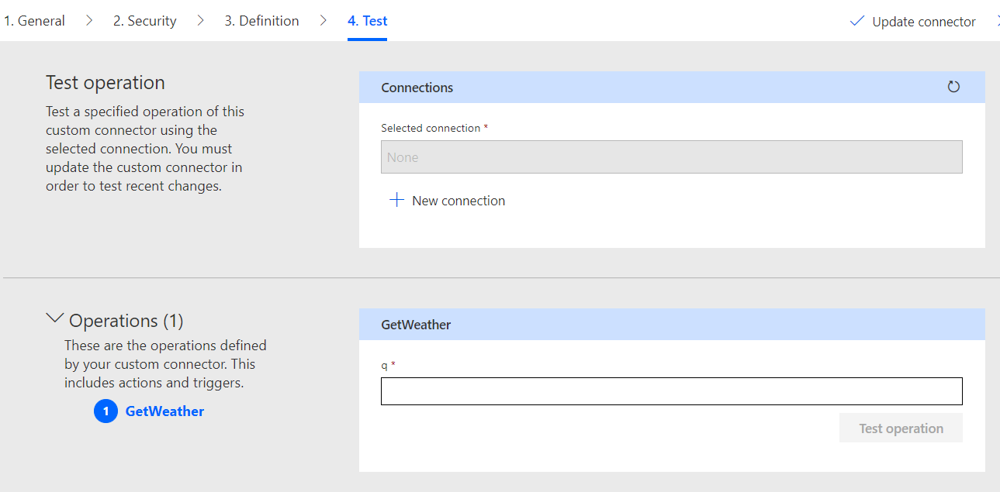 1. General 2. Security 3. Definition 4. Test Update connector
Test operation
Test a specified operation of this
custom connector using the
selected connection. You must
update the custom connector in
order to test recent changes.
Connections
Selected connection *
None
New connection
Operations (1)
These are the operations defined
by your custom connector. This
includes actions and triggers.
1 GetWeather
GetWeather
q *
Test operation